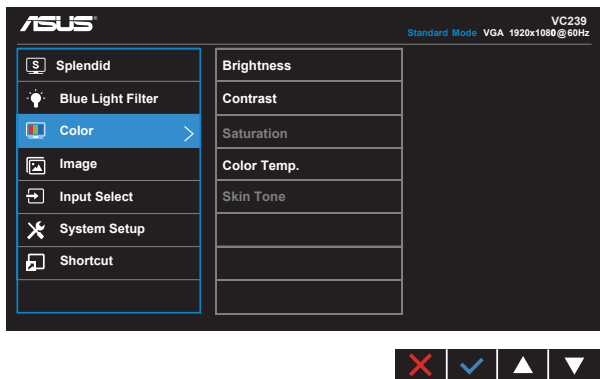 ASUS
VC239
Standard Mode VGA 1920x1080@60Hz
S Splendid
Blue Light Filter
Color
Image
Input Select
System Setup
Shortcut
Brightness
Contrast
Saturation
Color Temp.
Skin Tone